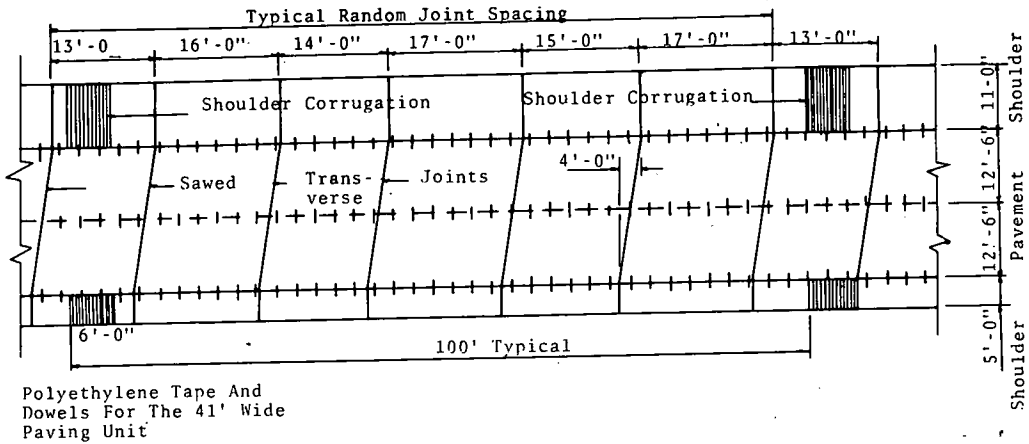 Typical Random Joint Spacing
13'-0 16'-0" 14'-0" 17'-0" 15'-0" 17'-0" 13'-0"
Shoulder Corrugation Shoulder Corrugation
4'-0"
Sawed Trans- Joints
verse
6'-0"
100' Typical
11-0" Shoulder
12'-6"
12'-6" Pavement
5'-0" Shoulder
Polyethylene Tape And
Dowels For The 41' Wide
Paving Unit